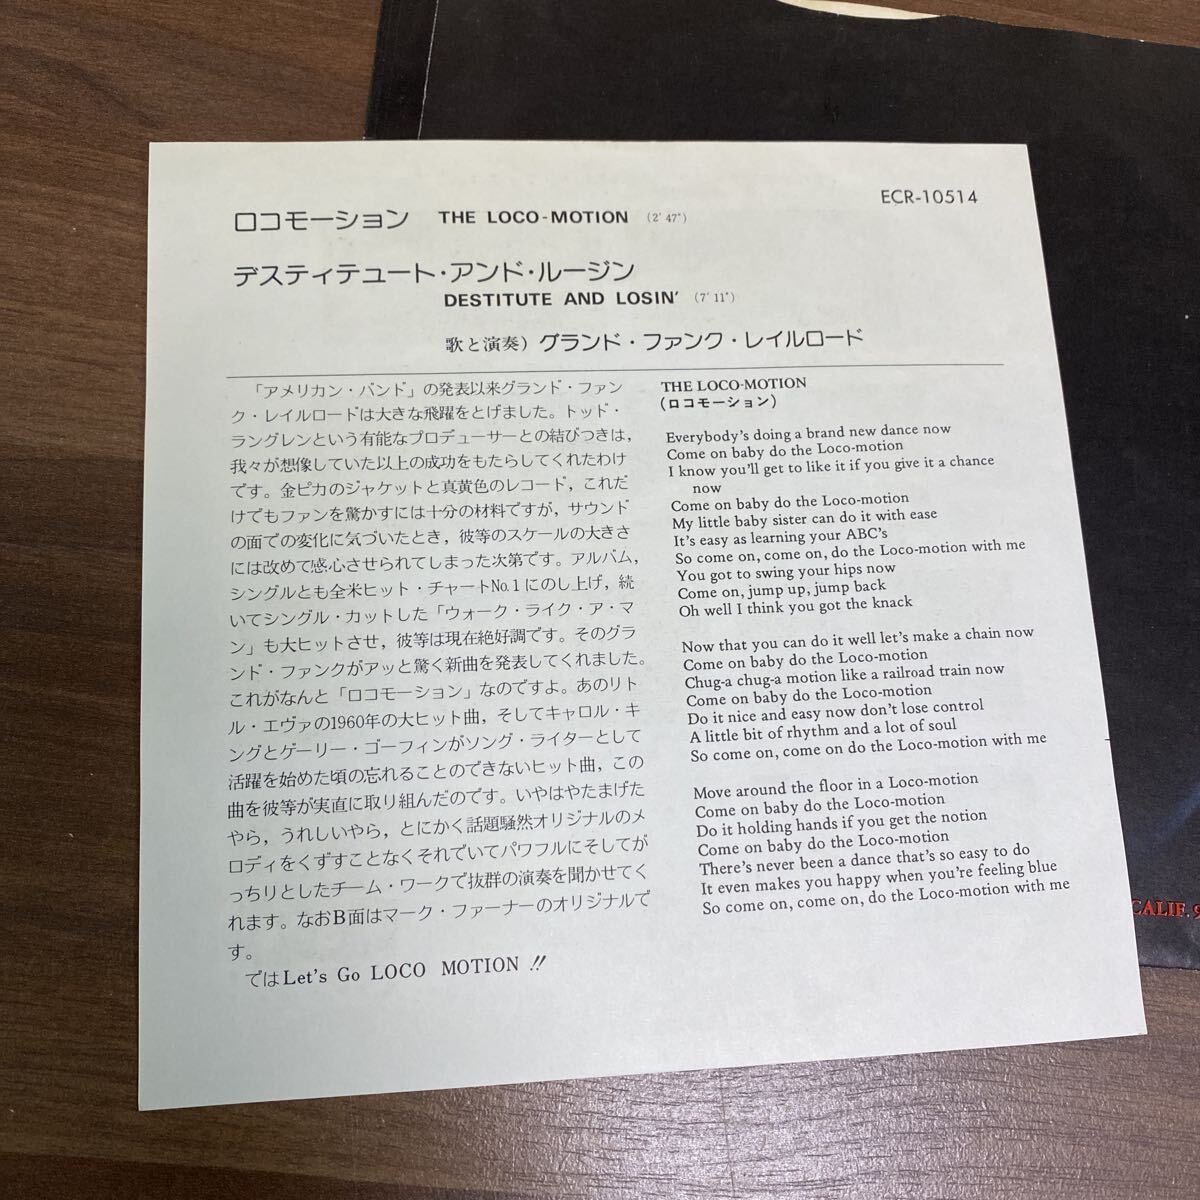 ECR-10514
ロコモーション THE LOCO-MOTION (2'47")
デスティテュート・アンド・ルージン
DESTITUTE AND LOSIN' (7'11")
歌と演奏) グランド・ファンク・レイルロード
「アメリカン・バンド」の発表以来グランド・ファン
ク・レイルロードは大きな飛躍をとげました。トッド・
ラングレンという有能なプロデューサーとの結びつきは,
我々が想像していた以上の成功をもたらしてくれたわけ
です。金ピカのジャケットと真黄色のレコード, これだ
けでもファンを驚かすには十分の材料ですが, サウンド
の面での変化に気づいたとき, 彼等のスケールの大きさ
には改めて感心させられてしまった次第です。アルバム,
シングルとも全米ヒット・チャートNo.1にのし上げ, 続
いてシングル・カットした「ウォーク・ライク・ア・マ
ン」も大ヒットさせ, 彼等は現在絶好調です。そのグラ
ンド・ファンクがアッと驚く新曲を発表してくれました。
これがなんと「ロコモーション」なのですよ。あのリト
ル・エヴァの1960年の大ヒット曲, そしてキャロル・キ
ングとゲーリー・ゴーフィンがソング・ライターとして
活躍を始めた頃の忘れることのできないヒット曲, この
曲を彼等が実直に取り組んだのです。いやはやたまげた
やら, うれしいやら, とにかく話題騒然オリジナルのメ
ロディをくずすことなくそれでいてパワフルにそしてが
っちりとしたチーム・ワークで抜群の演奏を聞かせてく
れます。なおB面はマーク・ファーナーのオリジナルで
す。
ではLet's Go LOCO MOTION !!
THE LOCO-MOTION
(ロコモーション)
Everybody's doing a brand new dance now
Come on baby do the Loco-motion
I know you'll get to like it if you give it a chance
now
Come on baby do the Loco-motion
My little baby sister can do it with ease
It's easy as learning your ABC's
So come on, come on, do the Loco-motion with me
You got to swing your hips now
Come on, jump up, jump back
Oh well I think you got the knack
Now that you can do it well let's make a chain now
Come on baby do the Loco-motion
Chug-a chug-a motion like a railroad train now
Come on baby do the Loco-motion
Do it nice and easy now don't lose control
A little bit of rhythm and a lot of soul
So come on, come on do the Loco-motion with me
Move around the floor in a Loco-motion
Come on baby do the Loco-motion
Do it holding hands if you get the notion
Come on baby do the Loco-motion
There's never been a dance that's so easy to do
It even makes you happy when you're feeling blue
So come on, come on, do the Loco-motion with me
CALIF. 9